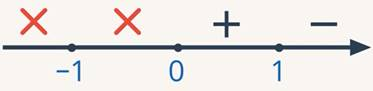 × × + −
−1 0 1